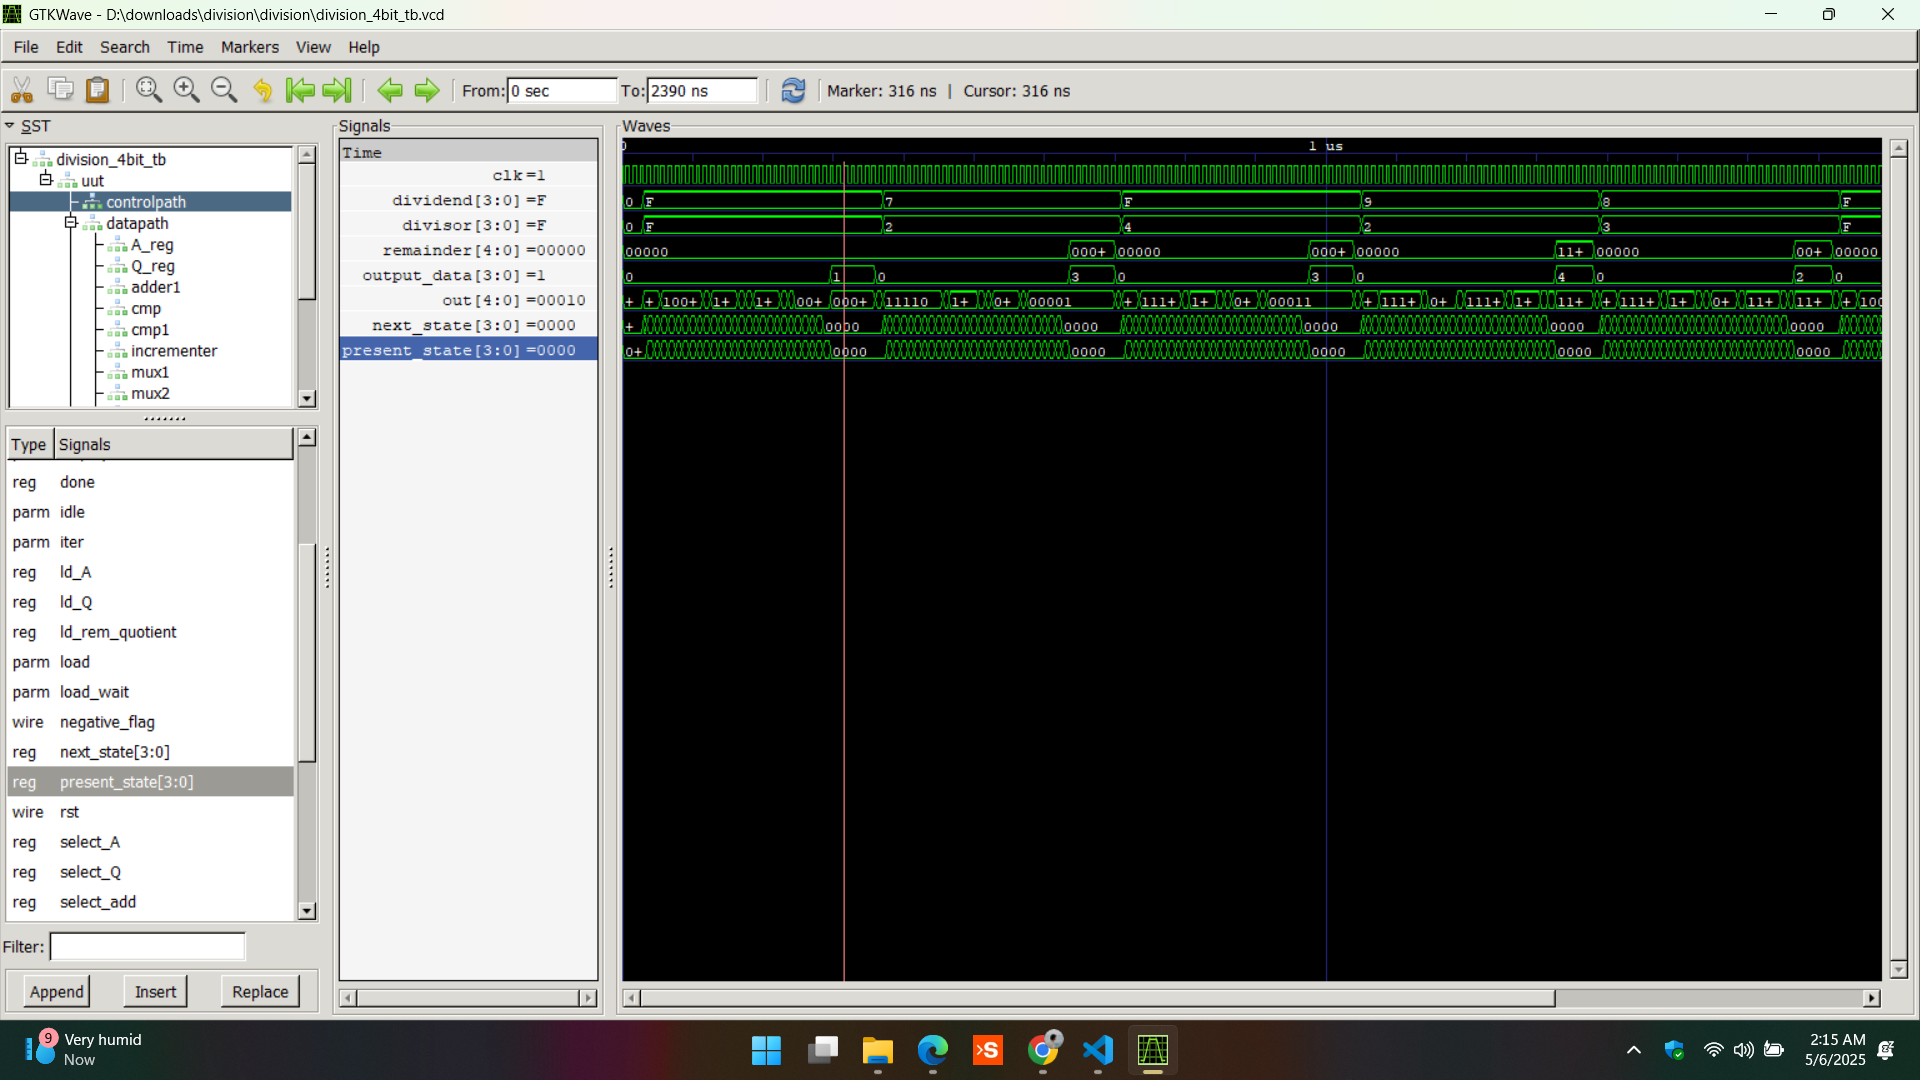 GTKWave - D:\downloads\division\division\division_4bit_tb.vcd
File Edit Search Time Markers View Help
From: 0 sec To: 2390 ns Marker: 316 ns | Cursor: 316 ns
SST
division_4bit_tb
uut
controlpath
datapath
A_reg
Q_reg
adder1
cmp
cmp1
incrementer
mux1
mux2
Type Signals
reg done
parm idle
parm iter
reg ld_A
reg ld_Q
reg ld_rem_quotient
parm load
parm load_wait
wire negative_flag
reg next_state[3:0]
reg present_state[3:0]
wire rst
reg select_A
reg select_Q
reg select_add
Filter:
Append Insert Replace
Signals
Time
clk=1
dividend[3:0]=F
divisor[3:0]=F
remainder[4:0]=00000
output_data[3:0]=1
out[4:0]=00010
next_state[3:0]=0000
present_state[3:0]=0000
Waves
0 1 us
0 F 7 F 9 8 F
0 F 2 4 2 3 F
00000 000+ 00000 000+ 00000 11+ 00000 00+ 00000
0 1 0 3 0 3 0 4 0 2 0
+ + 100+ 1+ 1+ 00+ 000+ 11110 1+ 0+ 00001 + 111+ 1+ 0+ 00011 + 111+ 0+ 111+ 1+ 11+ + 111+ 1+ 0+ 11+ 11+ + 100
+ 0000 0000 0000 0000 0000
0+ 0000 0000 0000 0000 0000
9 Very humid
Now
2:15 AM
5/6/2025